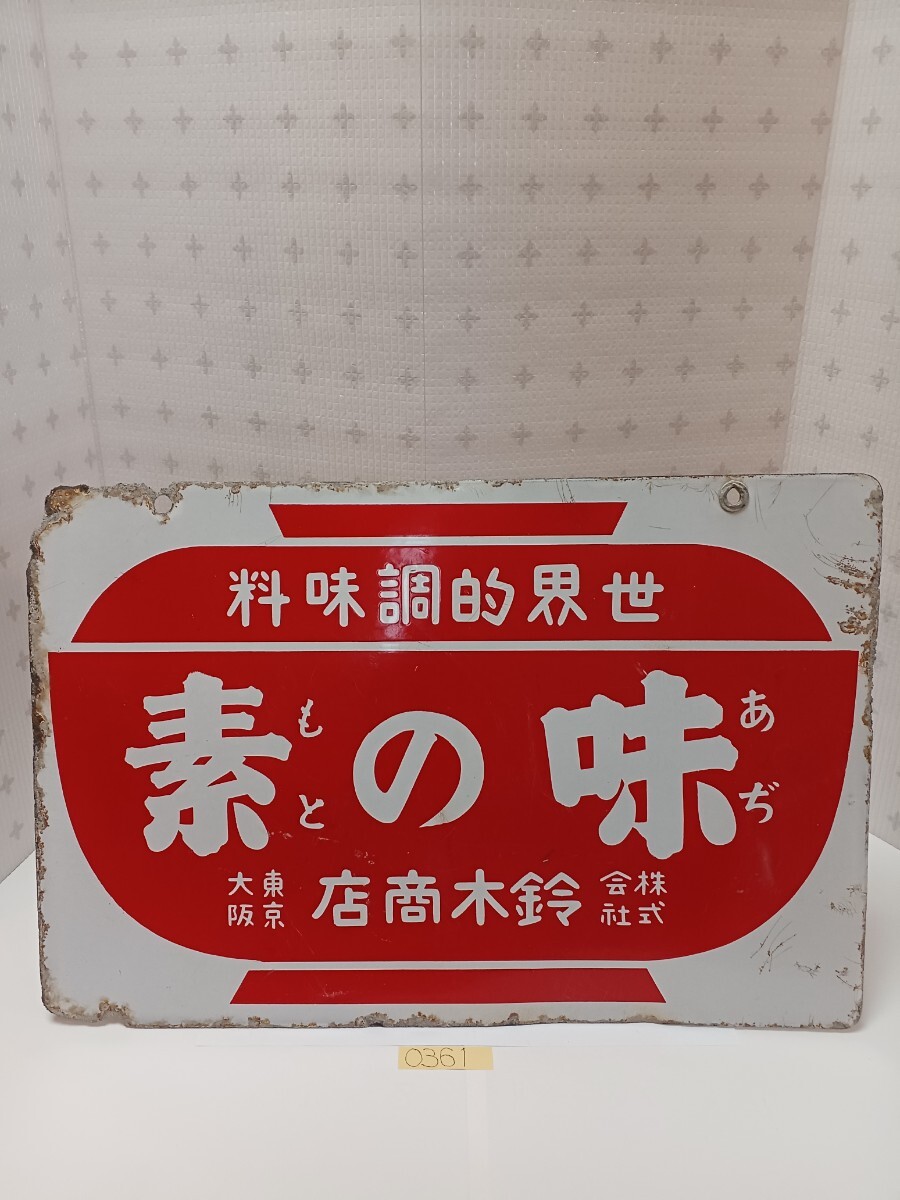 世界的調味料
味の素
あぢ
もと
株式会社
鈴木商店
東京
大阪
0361